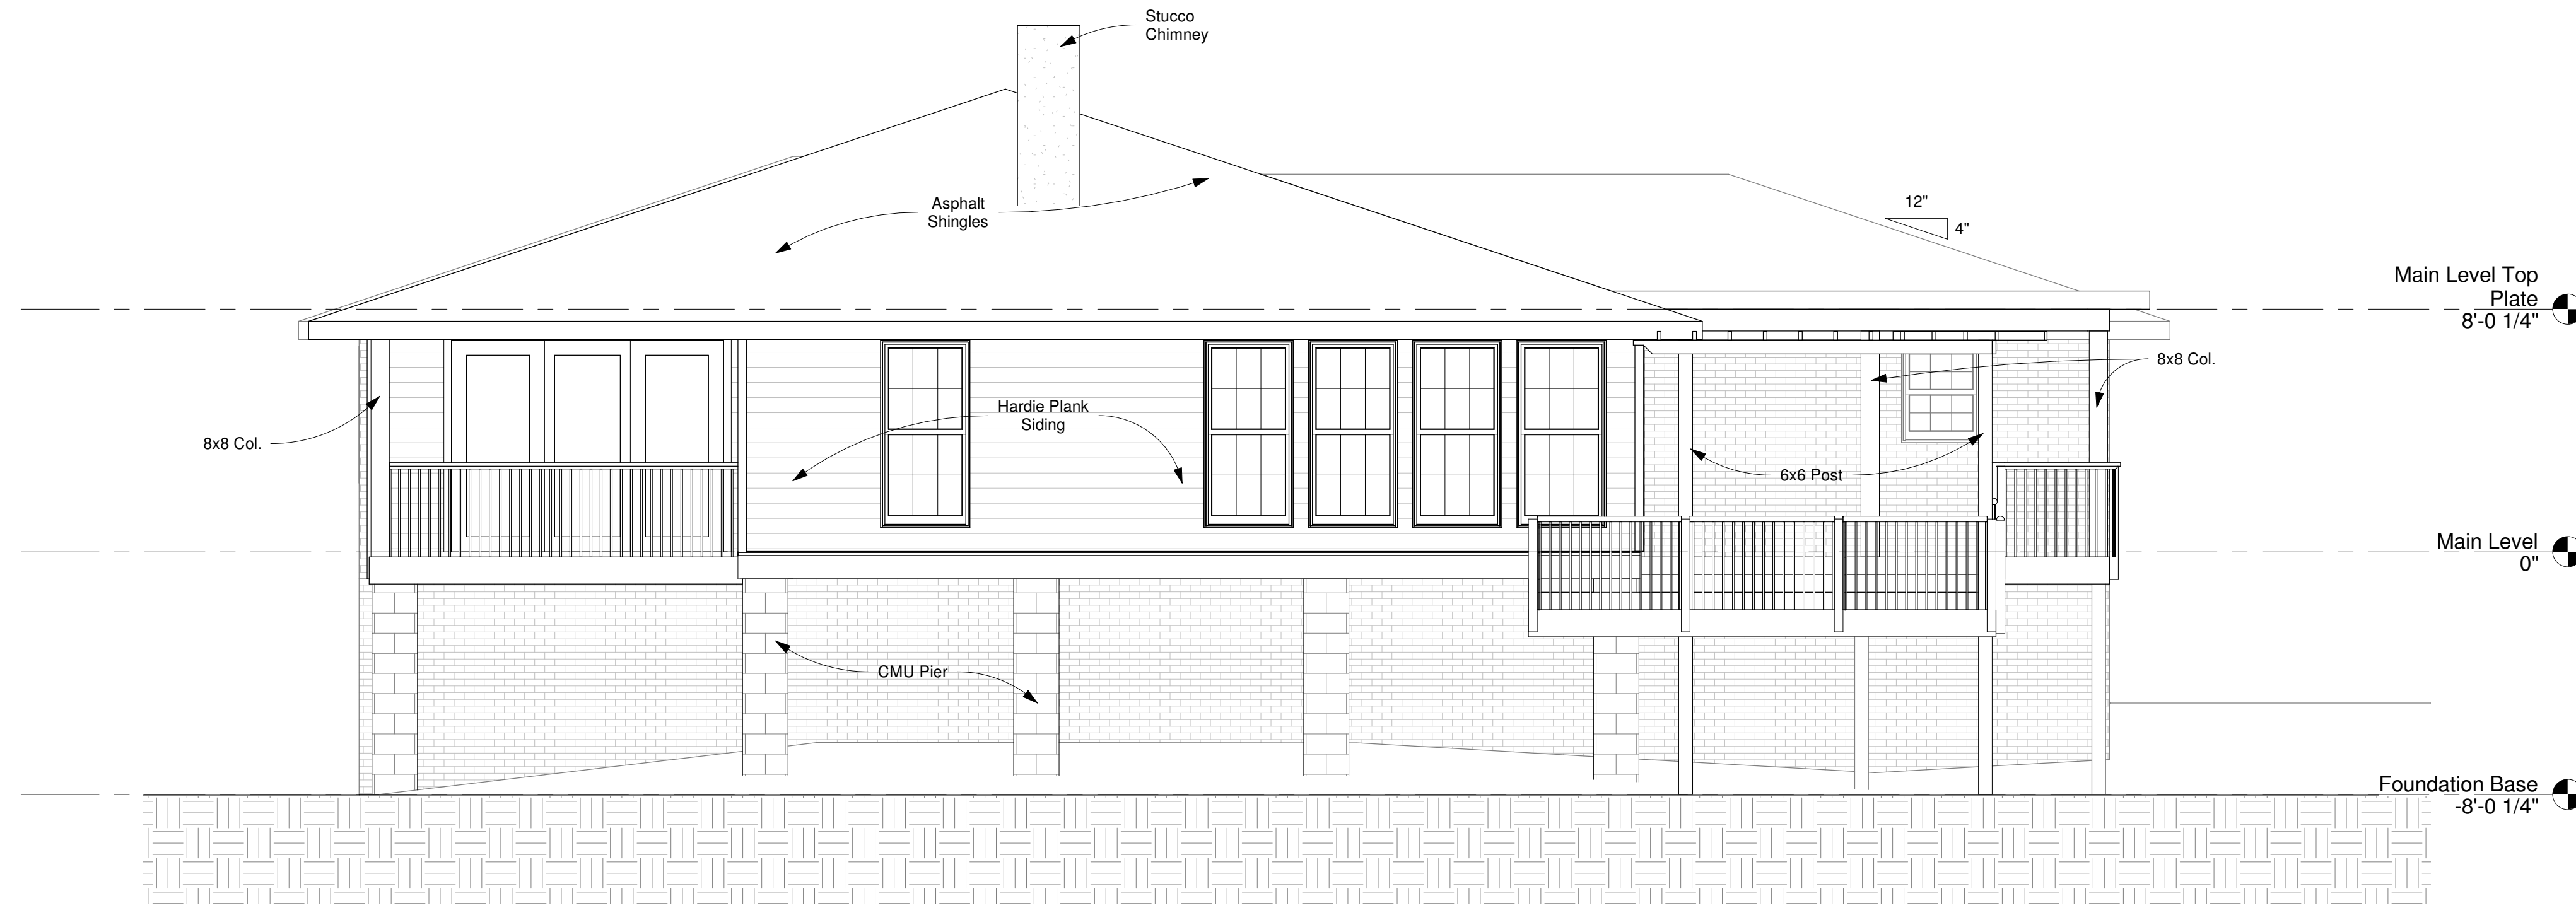 Stucco
Chimney
Asphalt
Shingles
12"
4"
Main Level Top
Plate
8'-0 1/4"
8x8 Col.
8x8 Col.
Hardie Plank
Siding
6x6 Post
Main Level
0"
CMU Pier
Foundation Base
-8'-0 1/4"